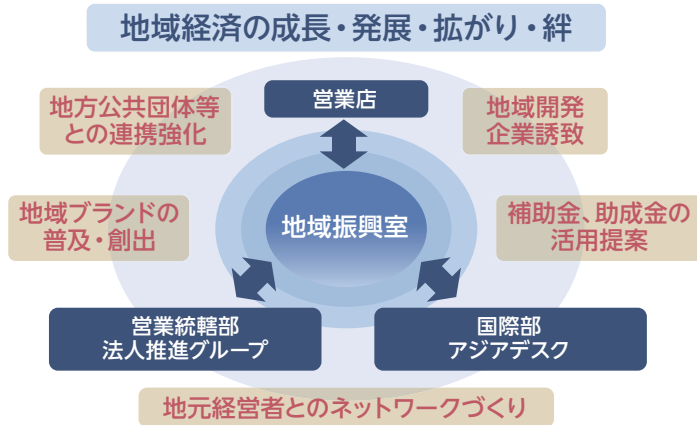 地域経済の成長・発展・拡がり・絆
営業店
地方公共団体等
との連携強化
地域開発
企業誘致
地域ブランドの
普及・創出
地域振興室
補助金、助成金の
活用提案
営業統轄部
法人推進グループ
国際部
アジアデスク
地元経営者とのネットワークづくり